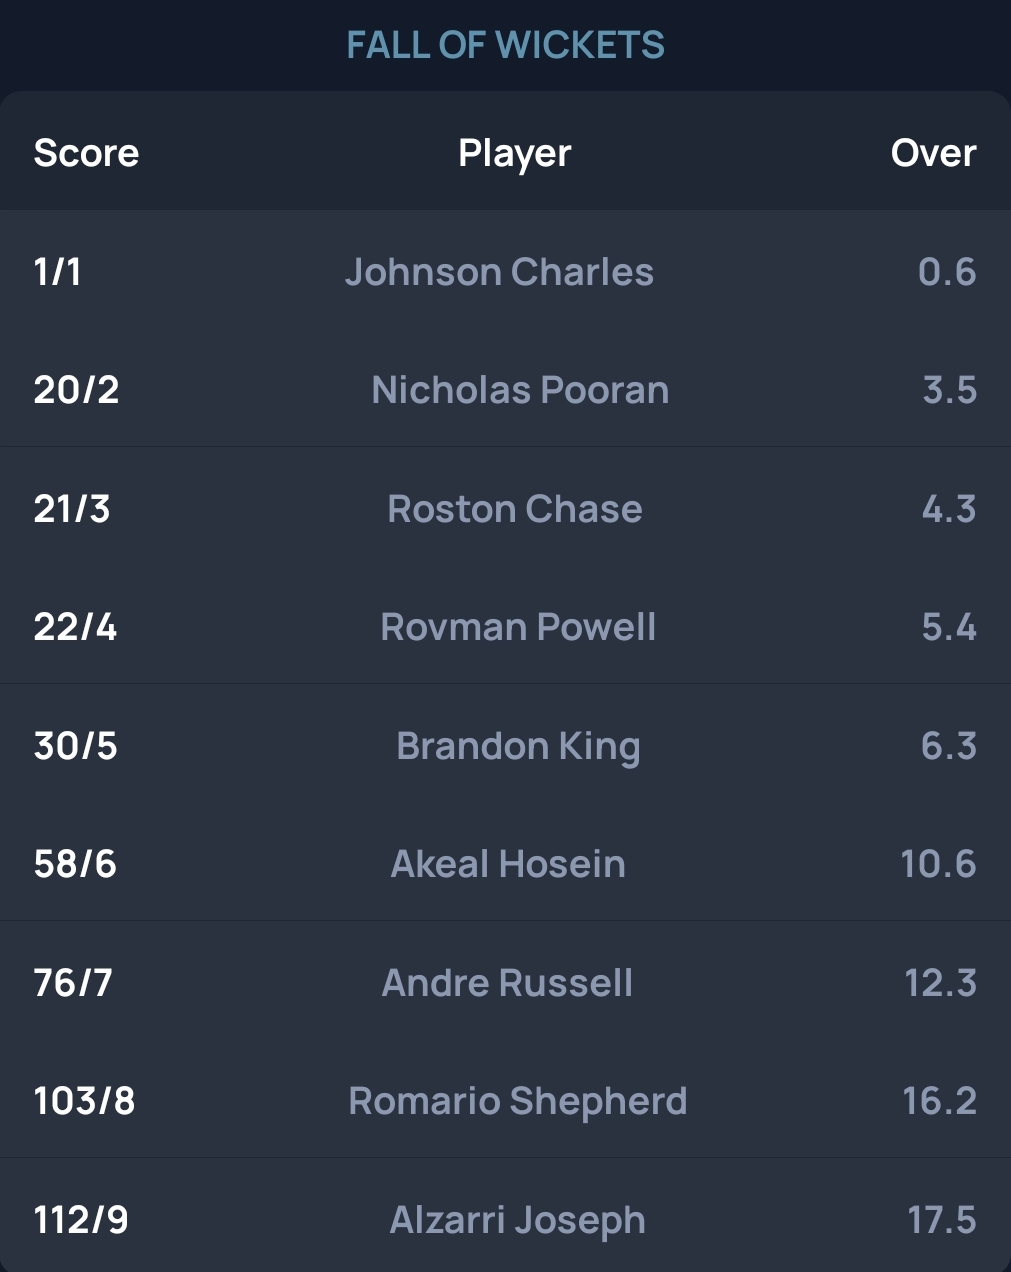 FALL OF WICKETS
Score Player Over
1/1 Johnson Charles 0.6
20/2 Nicholas Pooran 3.5
21/3 Roston Chase 4.3
22/4 Rovman Powell 5.4
30/5 Brandon King 6.3
58/6 Akeal Hosein 10.6
76/7 Andre Russell 12.3
103/8 Romario Shepherd 16.2
112/9 Alzarri Joseph 17.5